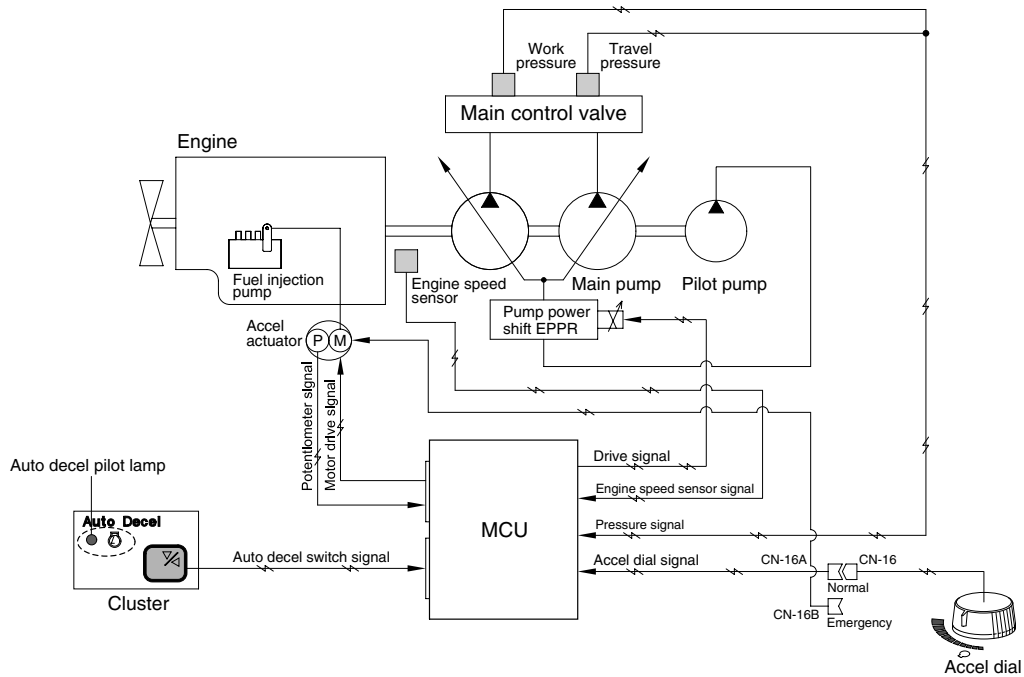 Work
pressure
Travel
pressure
Main control valve
Engine
Fuel injection
pump
Engine speed
sensor
Main pump
Pilot pump
Pump power
shift EPPR
Accel
actuator
P
M
Potentiometer signal
Motor drive signal
Auto decel pilot lamp
Auto Decel
Cluster
Auto decel switch signal
MCU
Drive signal
Engine speed sensor signal
Pressure signal
Accel dial signal
CN-16A
CN-16
Normal
CN-16B
Emergency
Accel dial